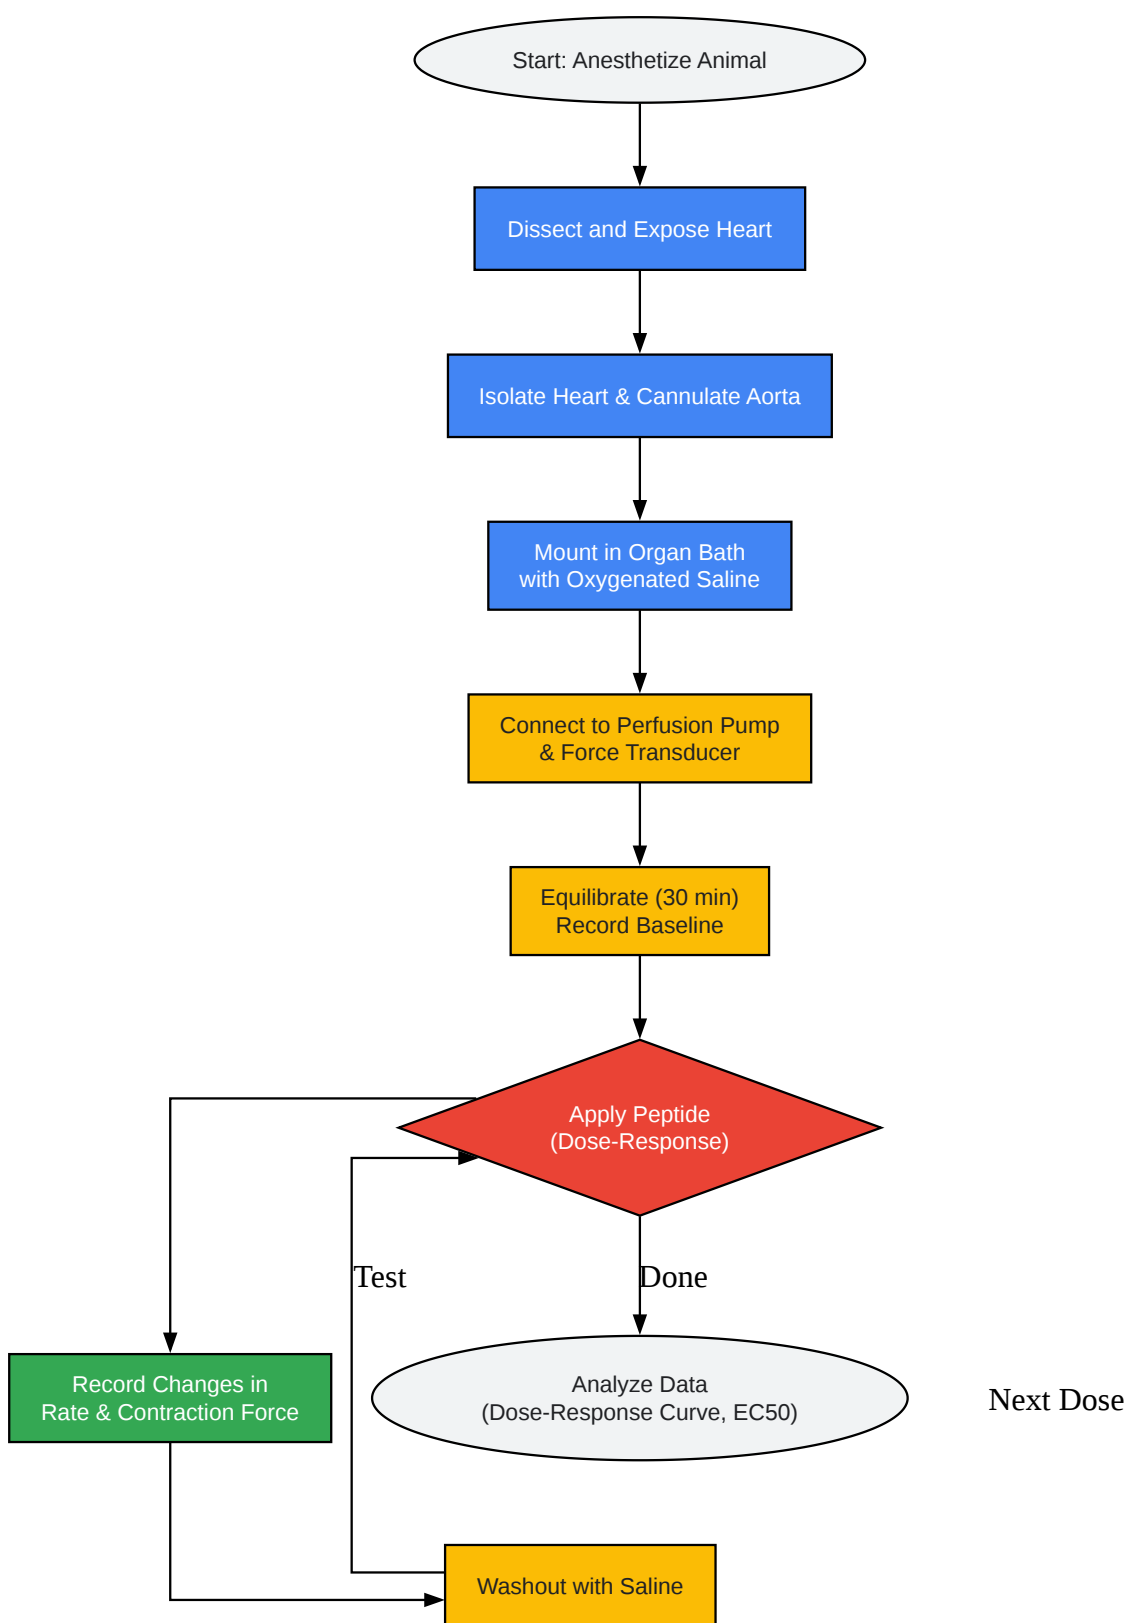 Start: Anesthetize Animal
Dissect and Expose Heart
Isolate Heart & Cannulate Aorta
Mount in Organ Bath
with Oxygenated Saline
Connect to Perfusion Pump
& Force Transducer
Equilibrate (30 min)
Record Baseline
Apply Peptide
(Dose-Response)
Test
Done
Record Changes in
Rate & Contraction Force
Analyze Data
(Dose-Response Curve, EC50)
Next Dose
Washout with Saline